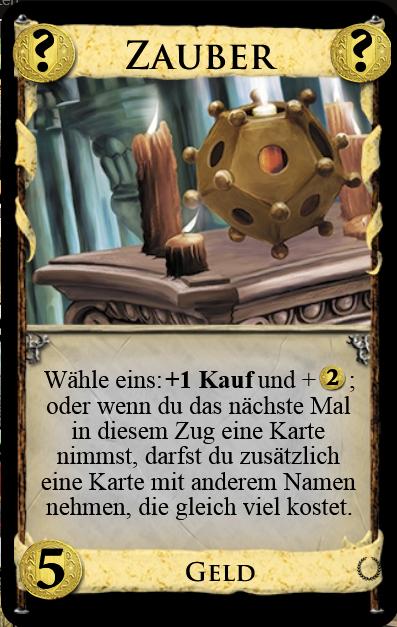 ? ZAUBER ?
Wähle eins: +1 Kauf und + 2 ;
oder wenn du das nächste Mal
in diesem Zug eine Karte
nimmst, darfst du zusätzlich
eine Karte mit anderem Namen
nehmen, die gleich viel kostet.
5 GELD